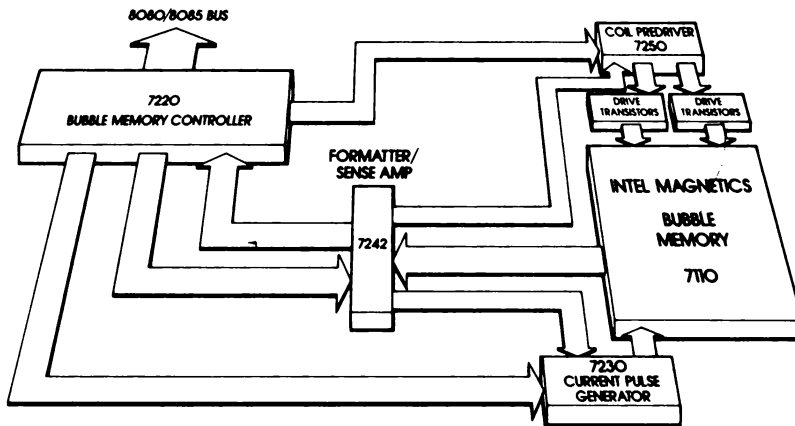 8080/8085 BUS
7220
BUBBLE MEMORY CONTROLLER
COIL PREDRIVER
7250
DRIVE
TRANSISTORS
DRIVE
TRANSISTORS
FORMATTER/
SENSE AMP
7242
INTEL MAGNETICS
BUBBLE
MEMORY
7110
7230
CURRENT PULSE
GENERATOR